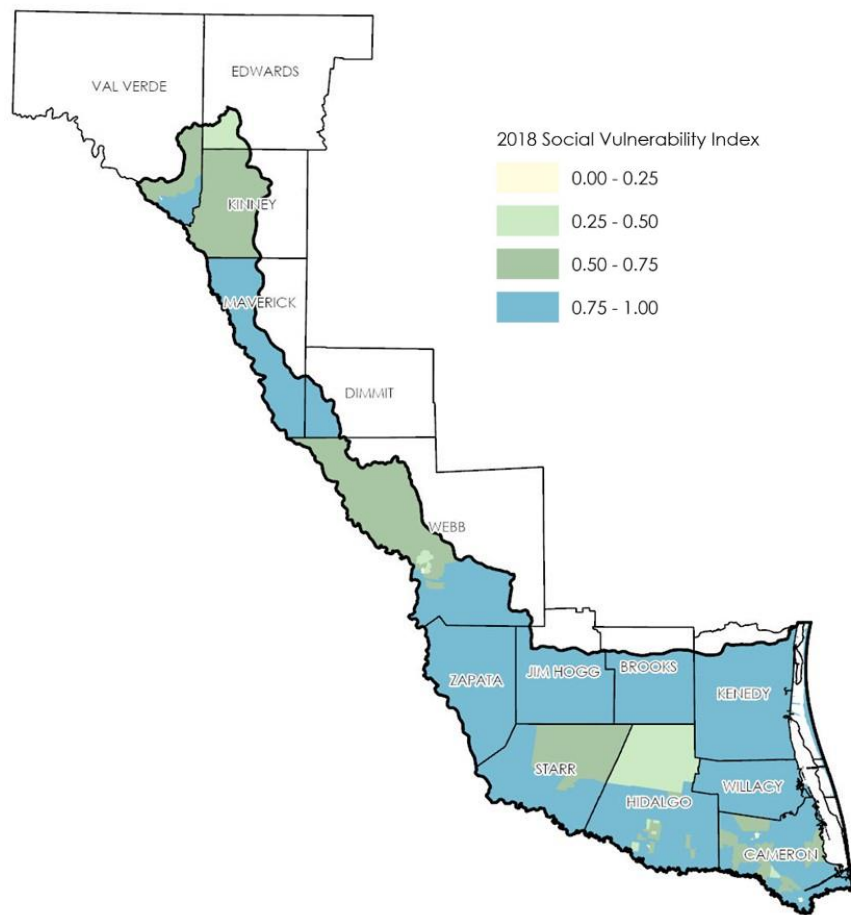 EDWARDS
VAL VERDE
2018 Social Vulnerability Index
0.00 - 0.25
0.25 - 0.50
0.50 - 0.75
0.75 - 1.00
KINNEY
MAVERICK
DIMMIT
WEBB
ZAPATA
JIM HOGG
BROOKS
KENEDY
STARR
WILLACY
HIDALGO
CAMERON